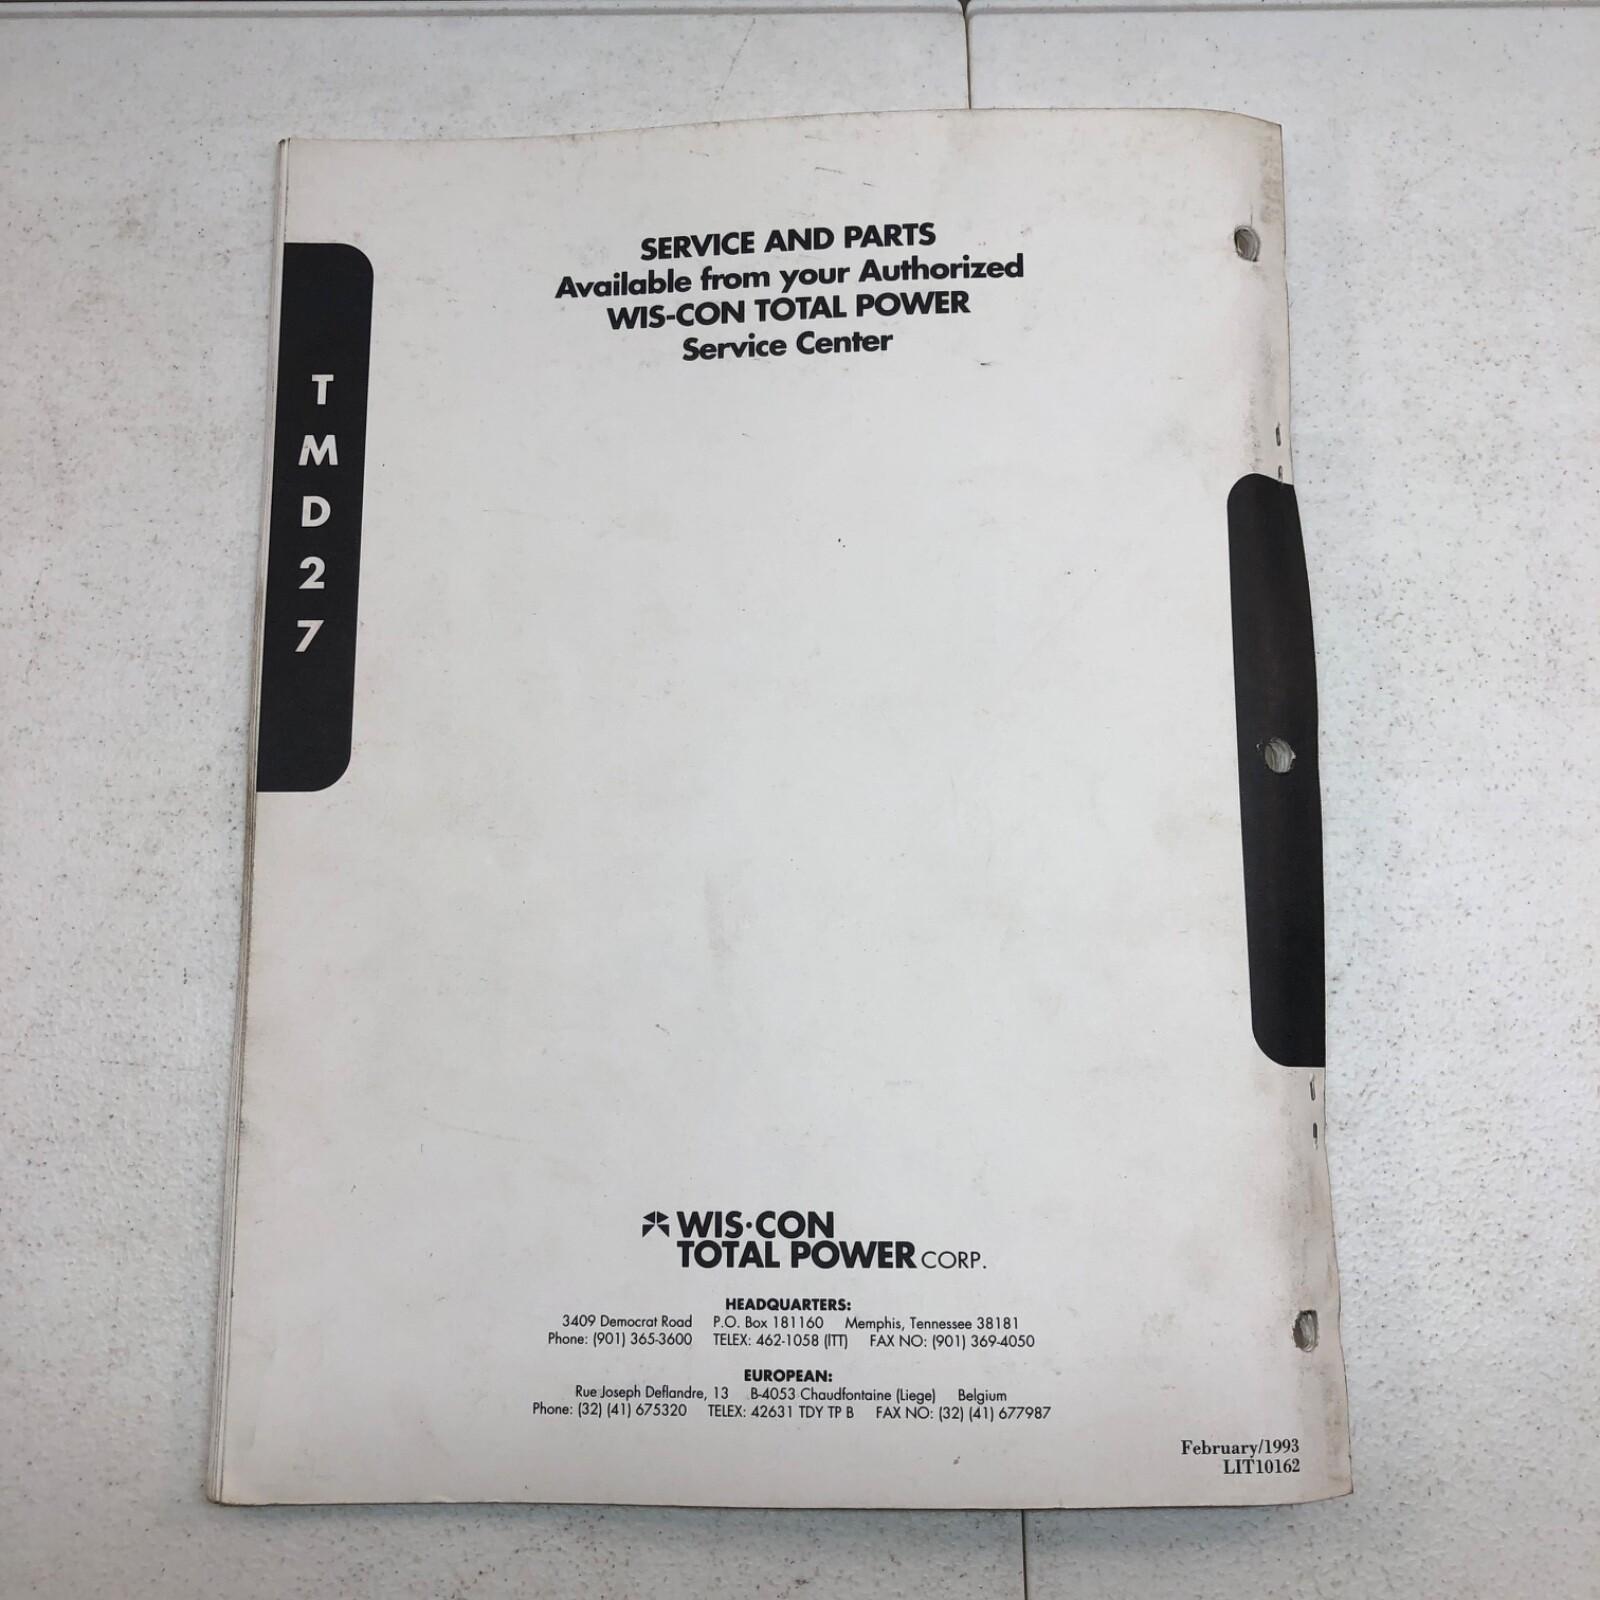 SERVICE AND PARTS
Available from your Authorized
WIS-CON TOTAL POWER
Service Center
T
M
D
2
7
WIS·CON
TOTAL POWER CORP.
HEADQUARTERS:
3409 Democrat Road P.O. Box 181160 Memphis, Tennessee 38181
Phone: (901) 365-3600 TELEX: 462-1058 (ITT) FAX NO: (901) 369-4050
EUROPEAN:
Rue Joseph Deflandre, 13 B-4053 Chaudfontaine (Liege) Belgium
Phone: (32) (41) 675320 TELEX: 42631 TDY TP B FAX NO: (32) (41) 677987
February/1993
LIT10162